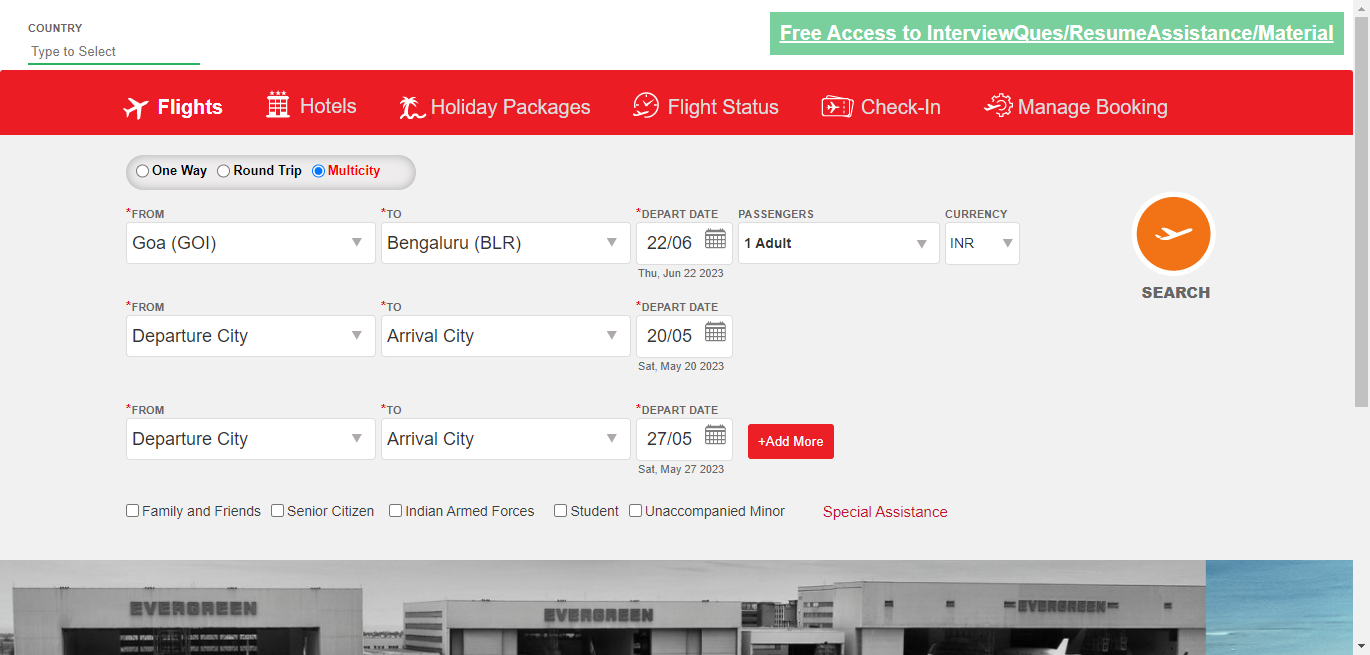 COUNTRY
Type to Select
Free Access to InterviewQues/ResumeAssistance/Material
Flights Hotels Holiday Packages Flight Status Check-In Manage Booking
One Way Round Trip Multicity
*FROM *TO *DEPART DATE PASSENGERS CURRENCY
Goa (GOI) Bengaluru (BLR) 22/06 1 Adult INR
Thu, Jun 22 2023
SEARCH
*FROM *TO *DEPART DATE
Departure City Arrival City 20/05
Sat, May 20 2023
*FROM *TO *DEPART DATE
Departure City Arrival City 27/05 +Add More
Sat, May 27 2023
Family and Friends Senior Citizen Indian Armed Forces Student Unaccompanied Minor Special Assistance
EVERGREEN EVERGREEN EVERGREEN